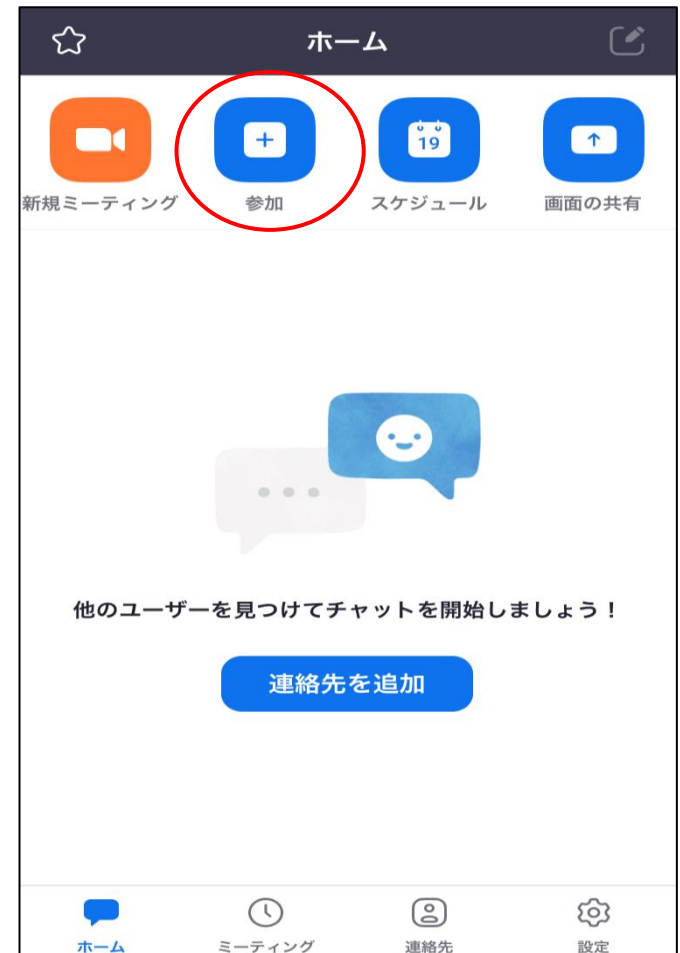 ホーム
19
新規ミーティング
参加
スケジュール
画面の共有
他のユーザーを見つけてチャットを開始しましょう！
連絡先を追加
ホーム
ミーティング
連絡先
設定